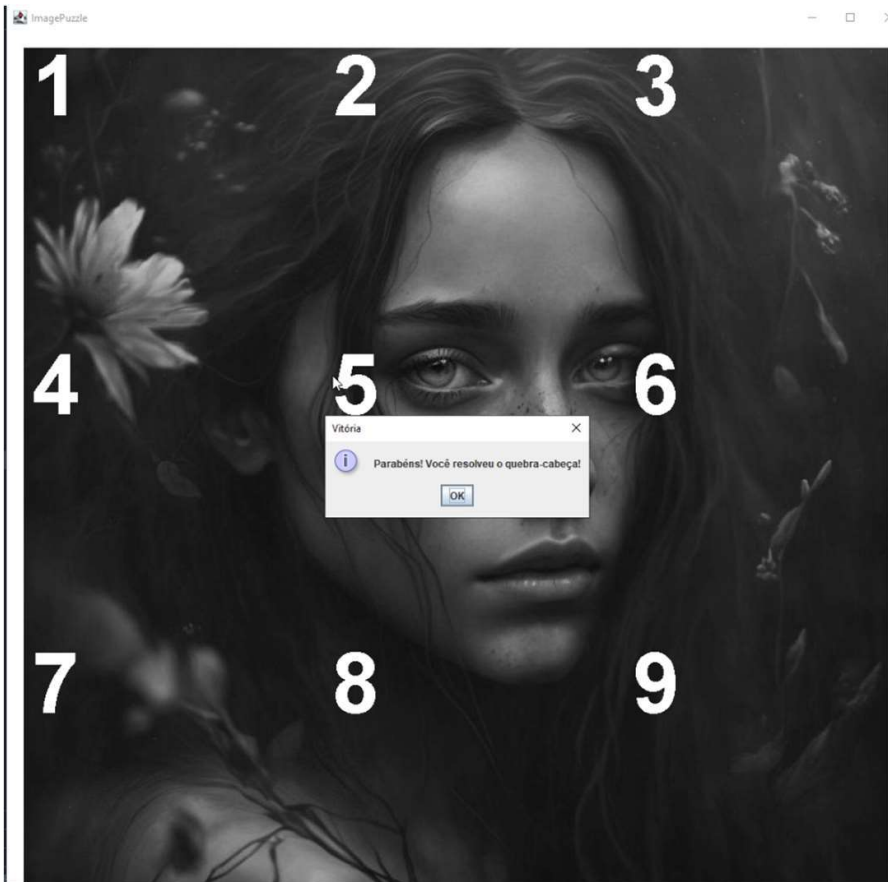 ImagePuzzle
1 2 3
4 5 6
Vitória
Parabéns! Você resolveu o quebra-cabeça!
OK
7 8 9